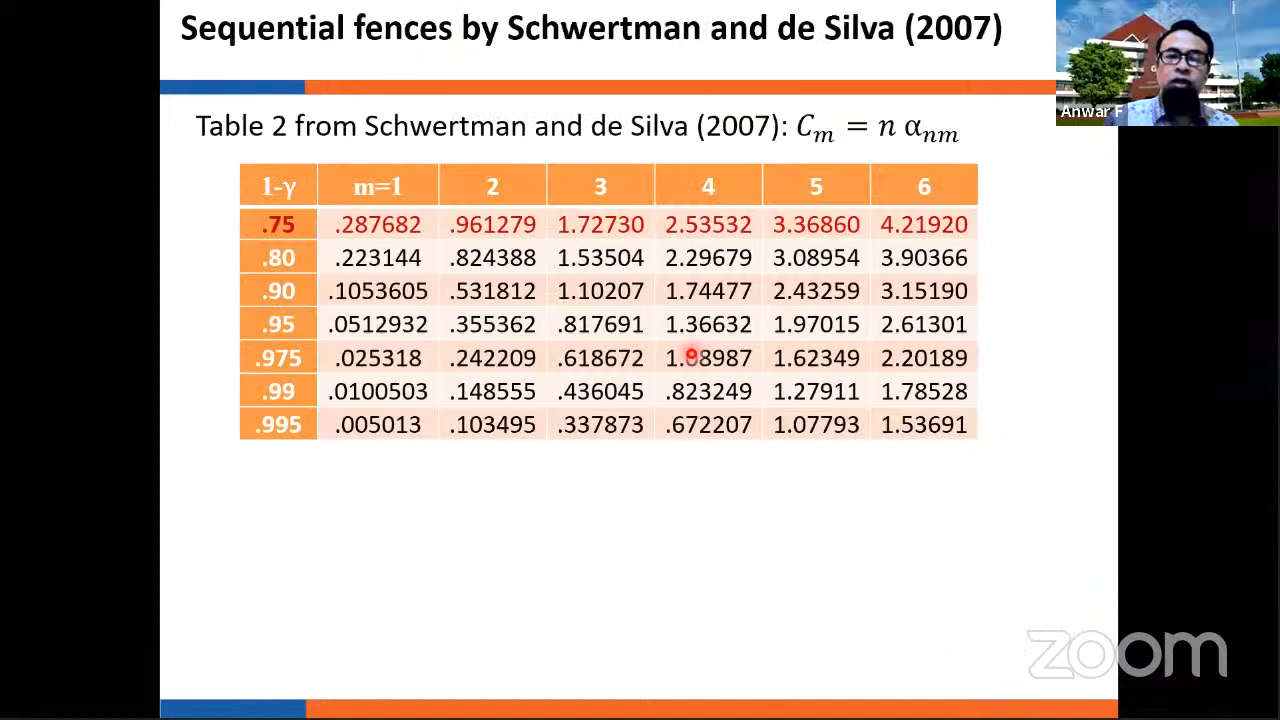 Sequential fences by Schwertman and de Silva (2007)
Anwar F
Table 2 from Schwertman and de Silva (2007): Cₘ = n αₙₘ
1-γ m=1 2 3 4 5 6
.75 .287682 .961279 1.72730 2.53532 3.36860 4.21920
.80 .223144 .824388 1.53504 2.29679 3.08954 3.90366
.90 .1053605 .531812 1.10207 1.74477 2.43259 3.15190
.95 .0512932 .355362 .817691 1.36632 1.97015 2.61301
.975 .025318 .242209 .618672 1.08987 1.62349 2.20189
.99 .0100503 .148555 .436045 .823249 1.27911 1.78528
.995 .005013 .103495 .337873 .672207 1.07793 1.53691
zoom